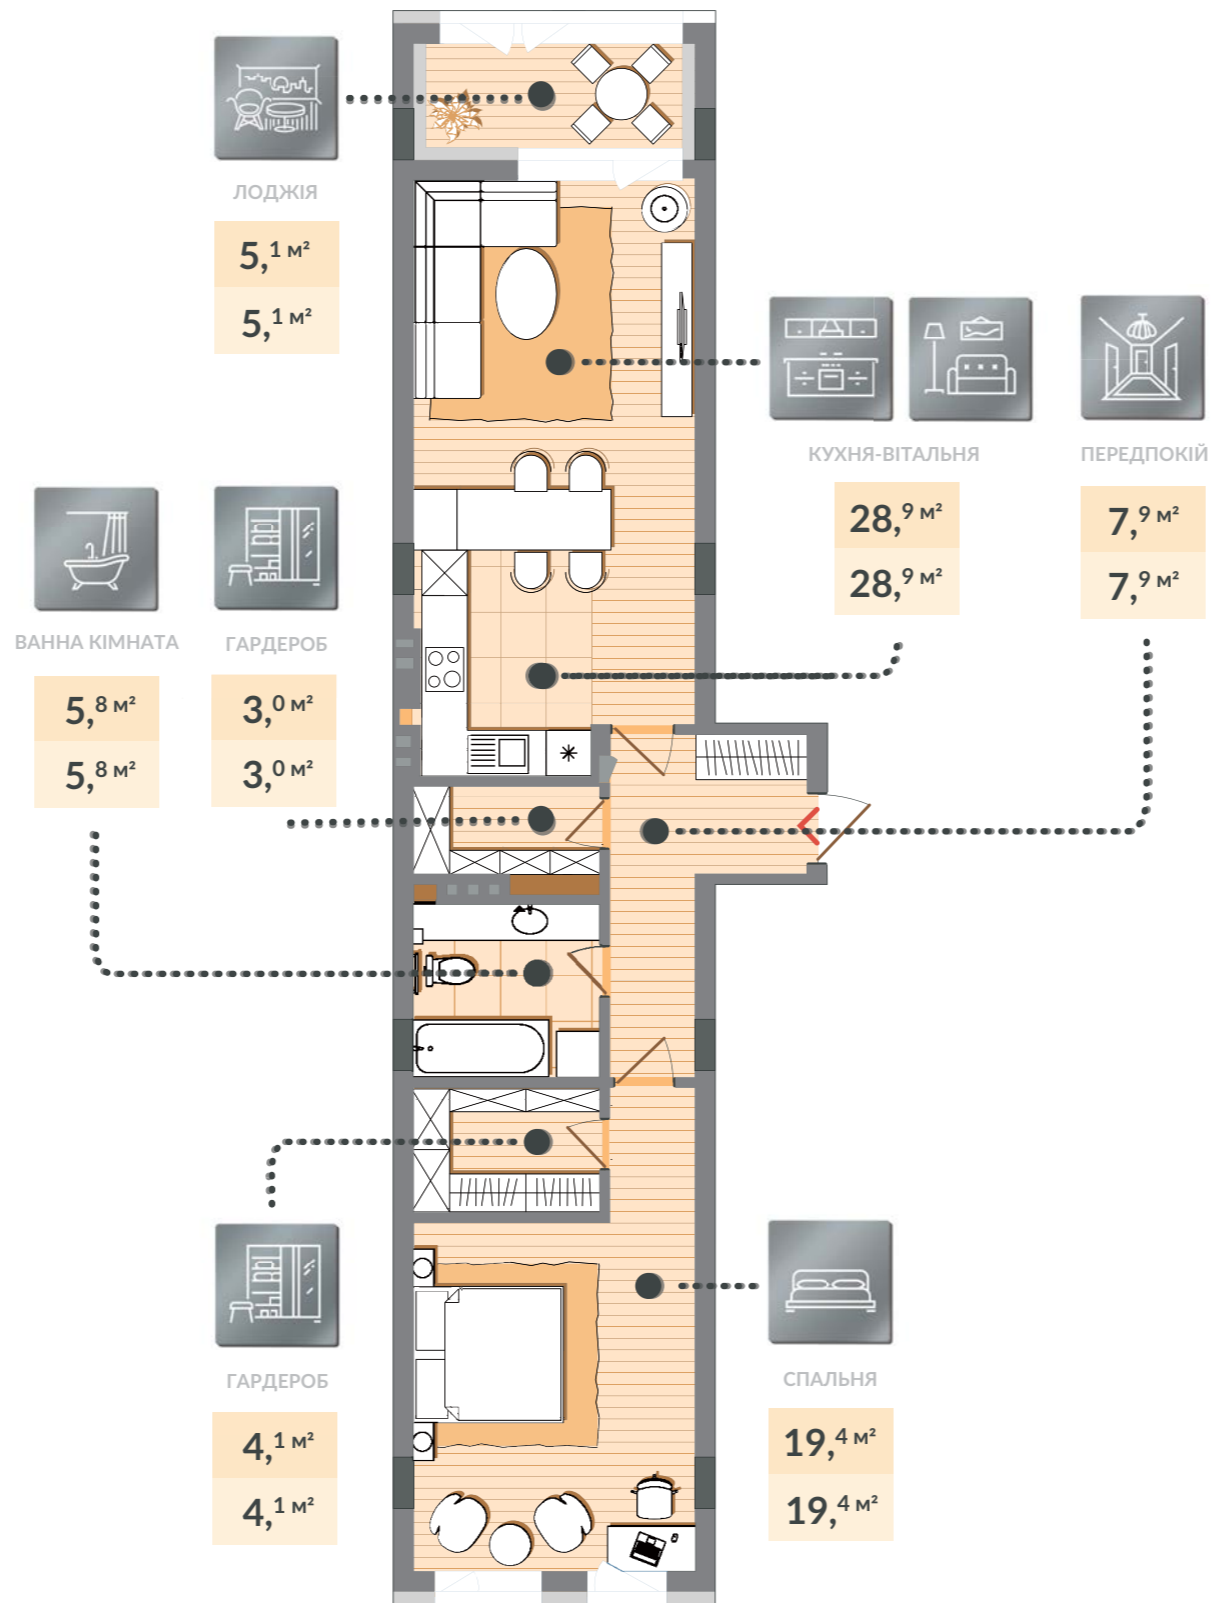 ЛОДЖІЯ
5,1 м²
5,1 м²
КУХНЯ-ВІТАЛЬНЯ
28,9 м²
28,9 м²
ПЕРЕДПОКІЙ
7,9 м²
7,9 м²
ВАННА КІМНАТА
5,8 м²
5,8 м²
ГАРДЕРОБ
3,0 м²
3,0 м²
ГАРДЕРОБ
4,1 м²
4,1 м²
СПАЛЬНЯ
19,4 м²
19,4 м²